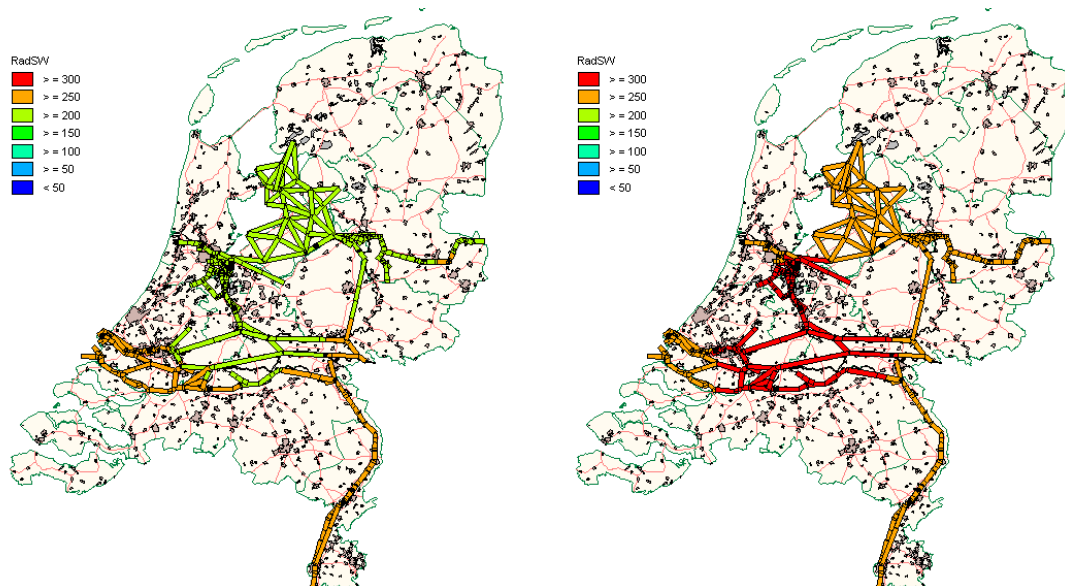 RadSW
> = 300
> = 250
> = 200
> = 150
> = 100
> = 50
< 50
RadSW
> = 300
> = 250
> = 200
> = 150
> = 100
> = 50
< 50